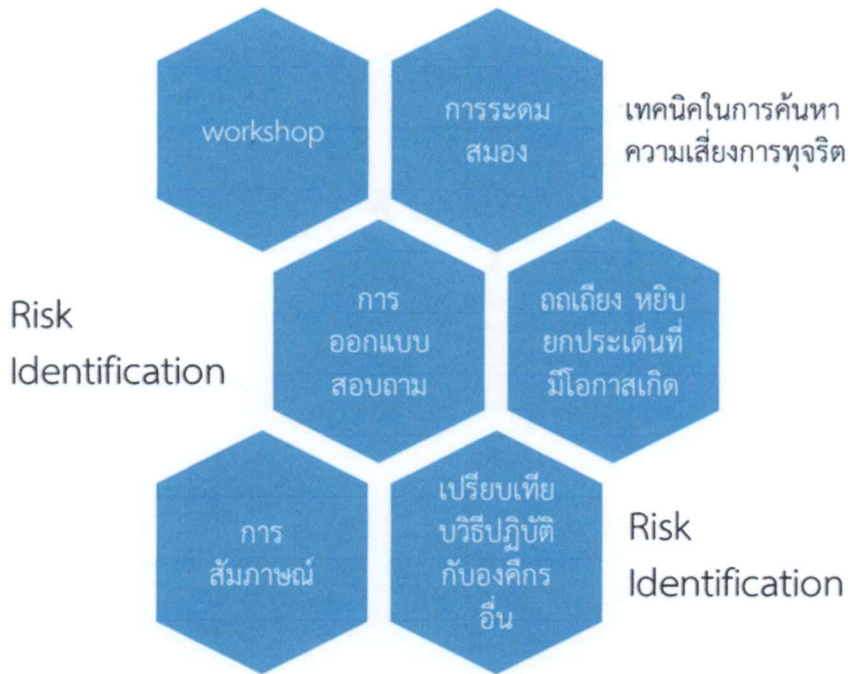 workshop
การระดม
สมอง
เทคนิคในการค้นหา
ความเสี่ยงการทุจริต
Risk
Identification
การ
ออกแบบ
สอบถาม
ถถเถียง หยิบ
ยกประเด็นที่
มีโอกาสเกิด
การ
สัมภาษณ์
เปรียบเทีย
บวิธีปฏิบัติ
กับองค์กร
อื่น
Risk
Identification